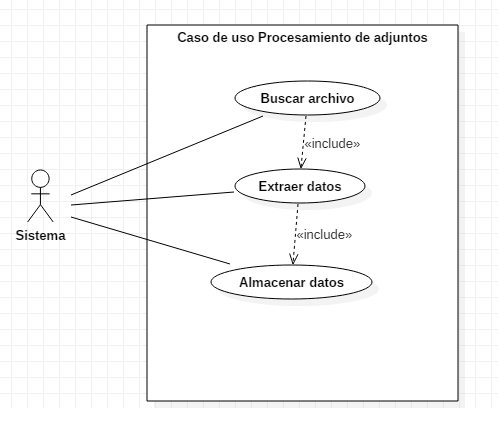 Caso de uso Procesamiento de adjuntos
Buscar archivo
«include»
Extraer datos
Sistema
«include»
Almacenar datos